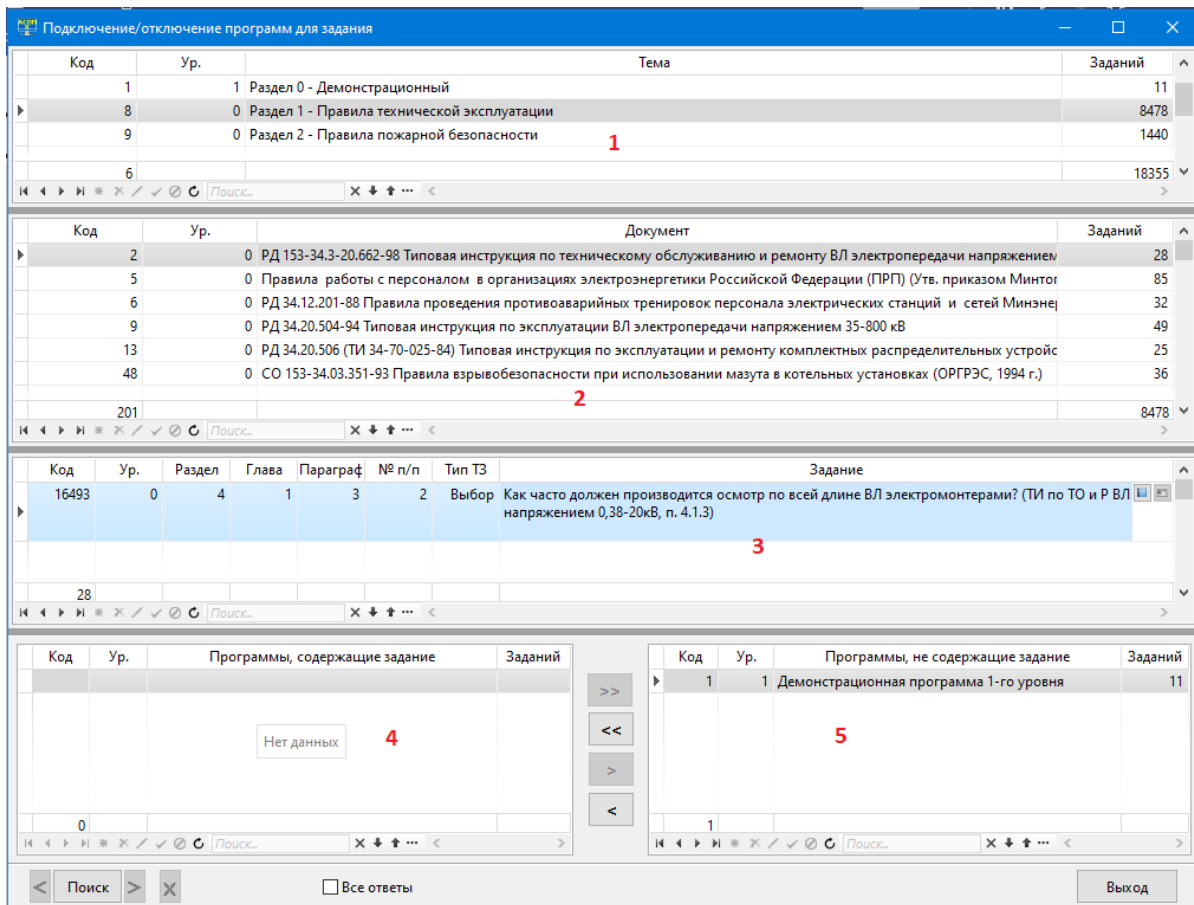 АСОП Подключение/отключение программ для задания
Код Ур. Тема Заданий
1 1 Раздел 0 - Демонстрационный 11
8 0 Раздел 1 - Правила технической эксплуатации 8478
9 0 Раздел 2 - Правила пожарной безопасности 1440
1
6 18355
Поиск...
Код Ур. Документ Заданий
2 0 РД 153-34.3-20.662-98 Типовая инструкция по техническому обслуживанию и ремонту ВЛ электропередачи напряжением 28
5 0 Правила работы с персоналом в организациях электроэнергетики Российской Федерации (ПРП) (Утв. приказом Минтоп 85
6 0 РД 34.12.201-88 Правила проведения противоаварийных тренировок персонала электрических станций и сетей Минэнер 32
9 0 РД 34.20.504-94 Типовая инструкция по эксплуатации ВЛ электропередачи напряжением 35-800 кВ 49
13 0 РД 34.20.506 (ТИ 34-70-025-84) Типовая инструкция по эксплуатации и ремонту комплектных распределительных устройс 25
48 0 СО 153-34.03.351-93 Правила взрывобезопасности при использовании мазута в котельных установках (ОРГРЭС, 1994 г.) 36
2
201 8478
Поиск...
Код Ур. Раздел Глава Параграф № п/п Тип ТЗ Задание
16493 0 4 1 3 2 Выбор Как часто должен производится осмотр по всей длине ВЛ электромонтерами? (ТИ по ТО и Р ВЛ
напряжением 0,38-20кВ, п. 4.1.3)
3
28
Поиск...
Код Ур. Программы, содержащие задание Заданий
Нет данных 4
0
Поиск...
>>
<<
>
<
Код Ур. Программы, не содержащие задание Заданий
1 1 Демонстрационная программа 1-го уровня 11
5
1
Поиск...
< Поиск > X Все ответы Выход